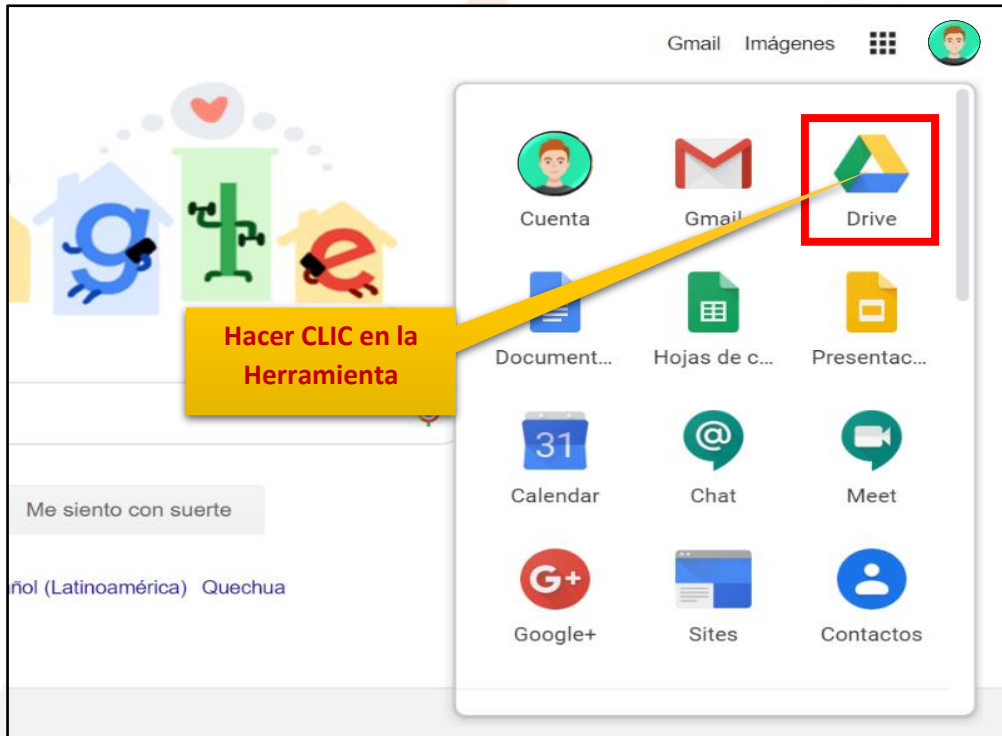 Gmail Imágenes
Cuenta Gmail Drive
Hacer CLIC en la
Herramienta
Document... Hojas de c... Presentac...
31
Calendar Chat Meet
Me siento con suerte
ñol (Latinoamérica) Quechua
G+
Google+ Sites Contactos